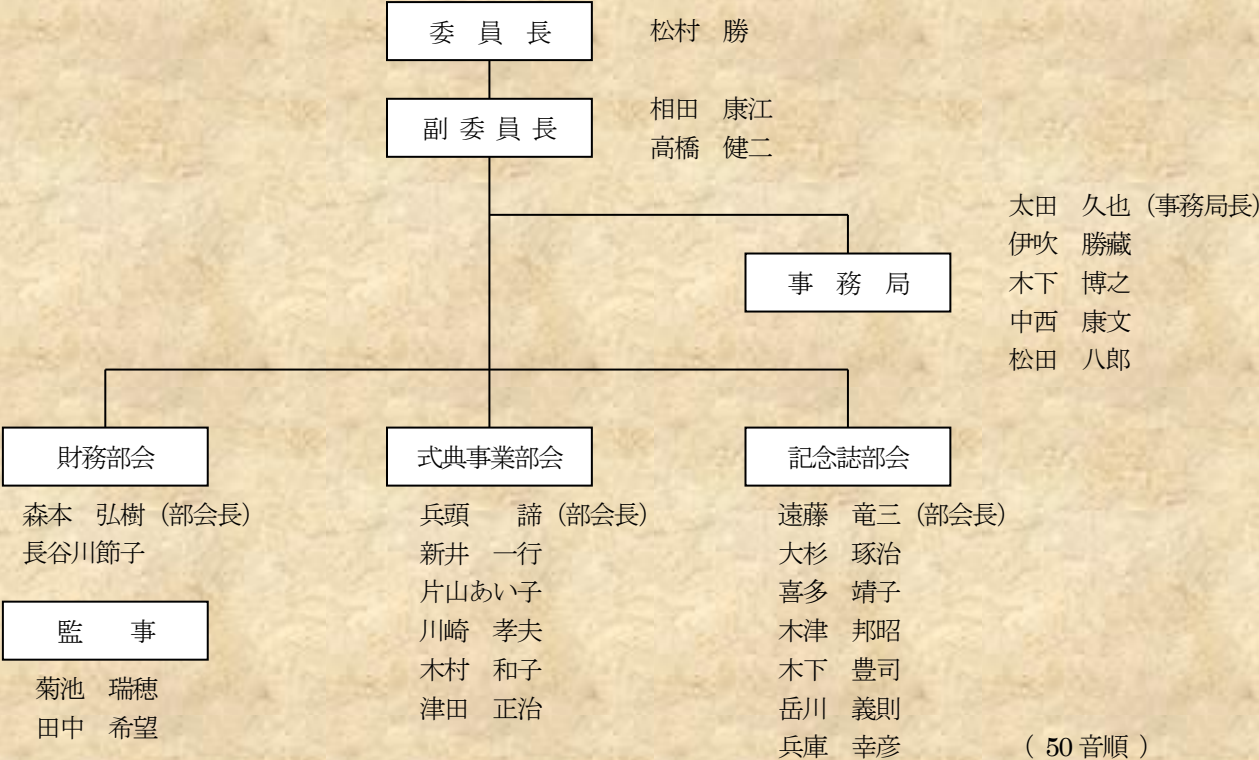 委 員 長
松村 勝
副 委 員 長
相田 康江
高橋 健二
事 務 局
太田 久也（事務局長）
伊吹 勝藏
木下 博之
中西 康文
松田 八郎
財務部会
森本 弘樹（部会長）
長谷川節子
監 事
菊池 瑞穂
田中 希望
式典事業部会
兵頭 諦（部会長）
新井 一行
片山あい子
川崎 孝夫
木村 和子
津田 正治
記念誌部会
遠藤 竜三（部会長）
大杉 琢治
喜多 靖子
木津 邦昭
木下 豊司
岳川 義則
兵庫 幸彦
（ 50 音順 ）